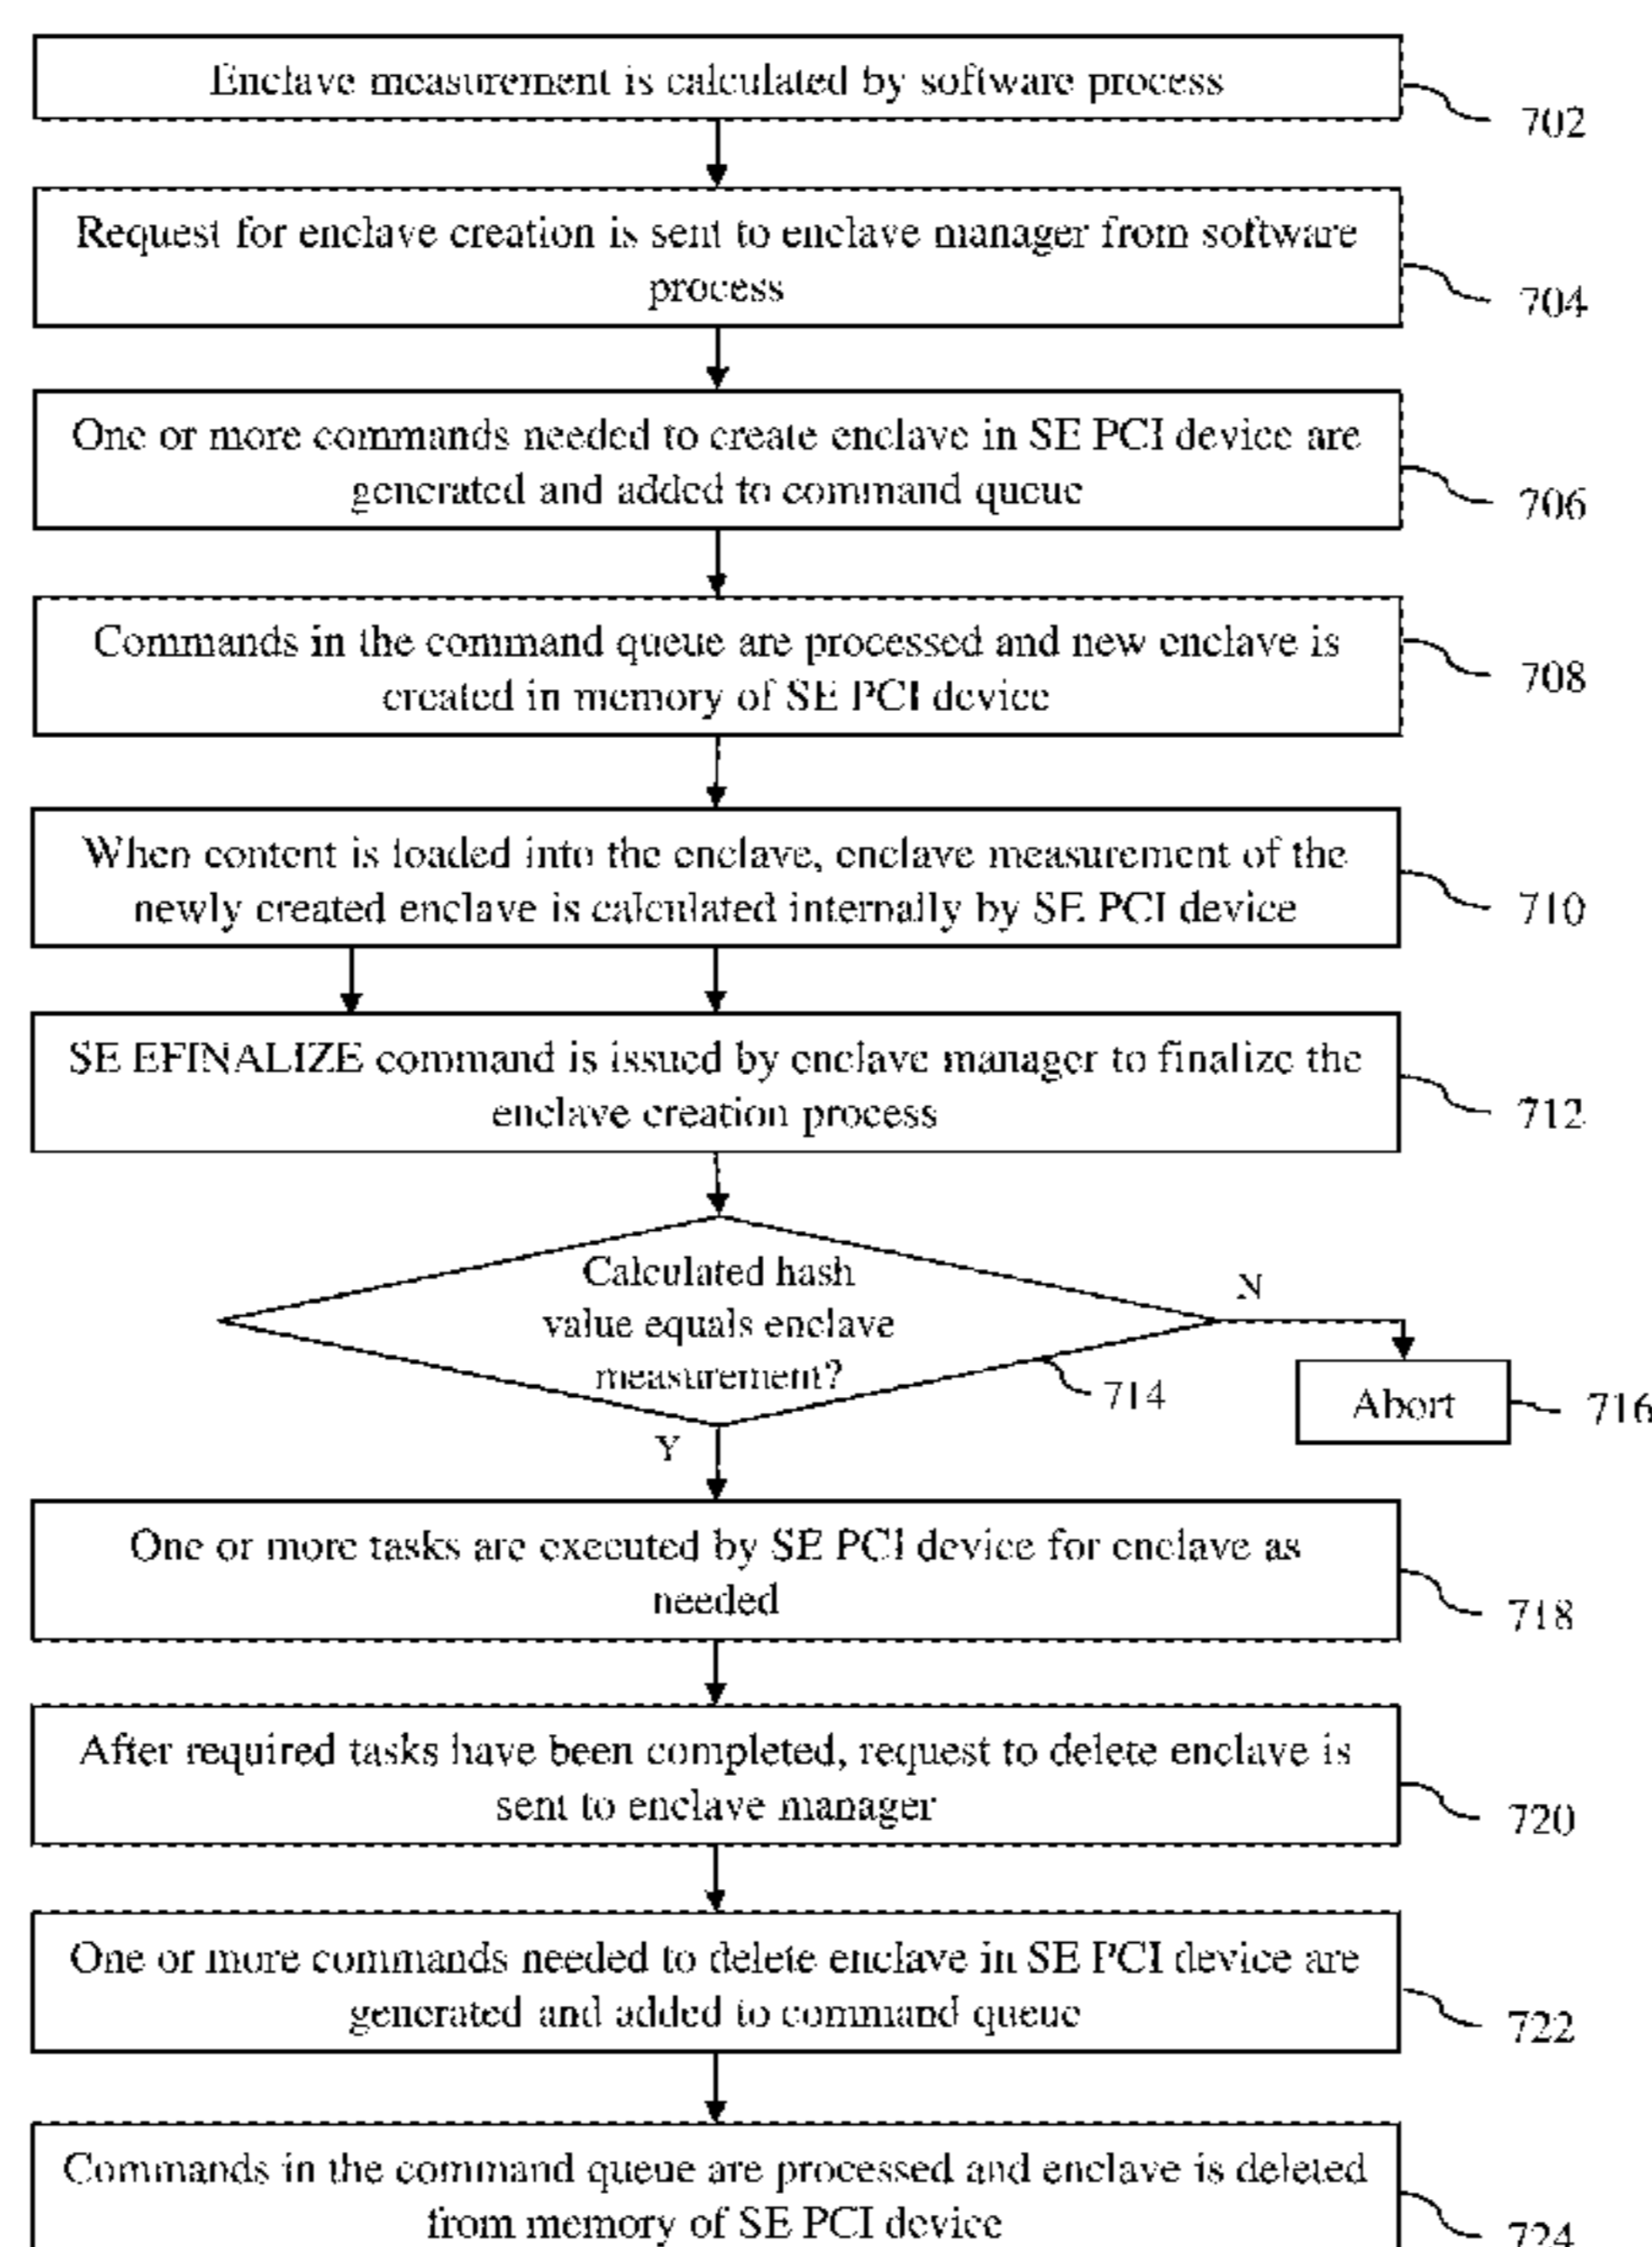 Enclave measurement is calculated by software process
702
Request for enclave creation is sent to enclave manager from software
process
704
One or more commands needed to create enclave in SE PCI device are
generated and added to command queue
706
Commands in the command queue are processed and new enclave is
created in memory of SE PCI device
708
When content is loaded into the enclave, enclave measurement of the
newly created enclave is calculated internally by SE PCI device
710
SE EFINALIZE command is issued by enclave manager to finalize the
enclave creation process
712
Calculated hash
value equals enclave
measurement?
714
N
Abort
716
Y
One or more tasks are executed by SE PCI device for enclave as
needed
718
After required tasks have been completed, request to delete enclave is
sent to enclave manager
720
One or more commands needed to delete enclave in SE PCI device are
generated and added to command queue
722
Commands in the command queue are processed and enclave is deleted
from memory of SE PCI device
724